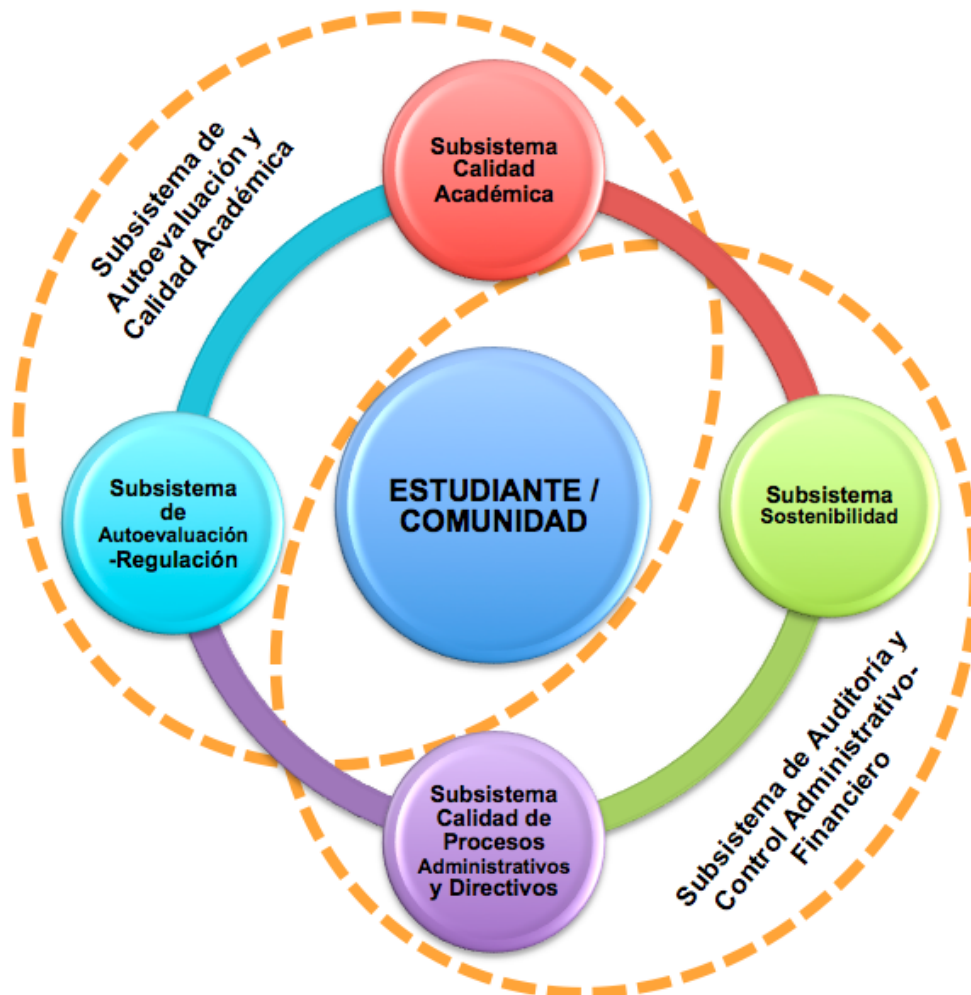 Subsistema
Calidad
Académica
Subsistema de
Autoevaluación y
Calidad Académica
Subsistema
de
Autoevaluación
-Regulación
ESTUDIANTE /
COMUNIDAD
Subsistema
Sostenibilidad
Subsistema
Calidad de
Procesos
Administrativos
y Directivos
Subsistema de Auditoría y
Control Administrativo-
Financiero